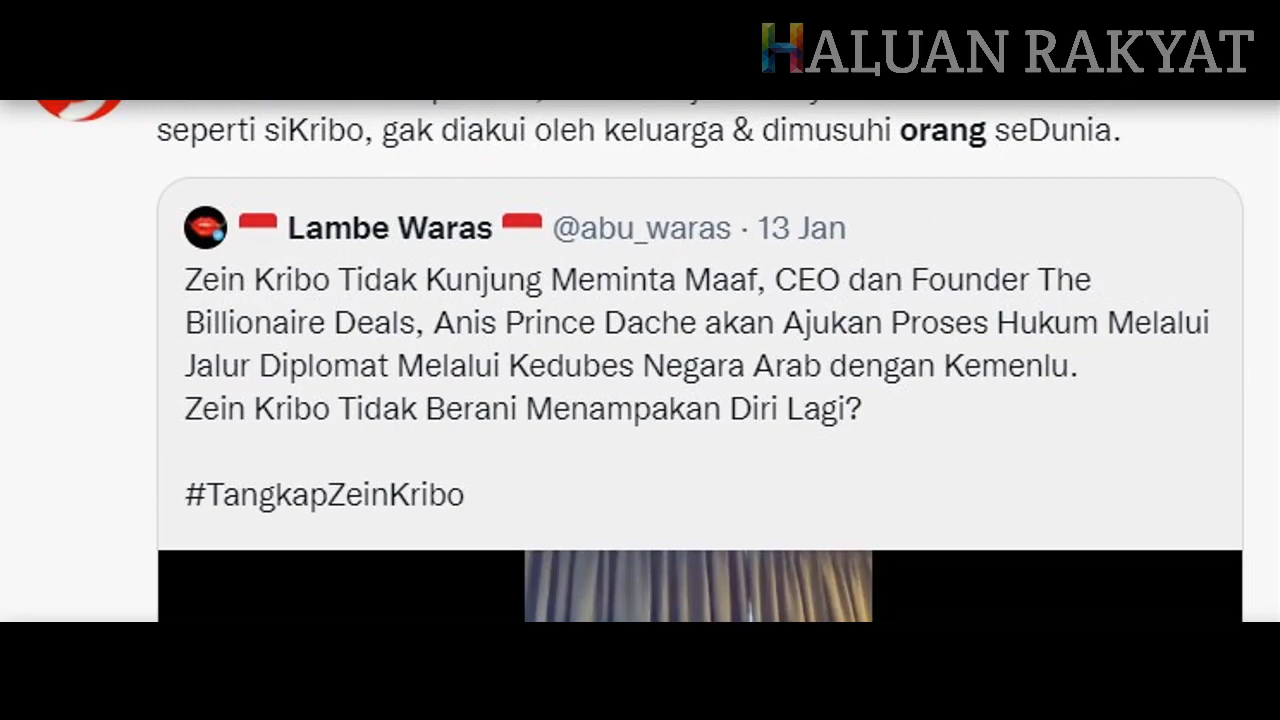 HALUAN RAKYAT
seperti siKribo, gak diakui oleh keluarga & dimusuhi orang seDunia.
Lambe Waras @abu_waras · 13 Jan
Zein Kribo Tidak Kunjung Meminta Maaf, CEO dan Founder The
Billionaire Deals, Anis Prince Dache akan Ajukan Proses Hukum Melalui
Jalur Diplomat Melalui Kedubes Negara Arab dengan Kemenlu.
Zein Kribo Tidak Berani Menampakan Diri Lagi?
#TangkapZeinKribo